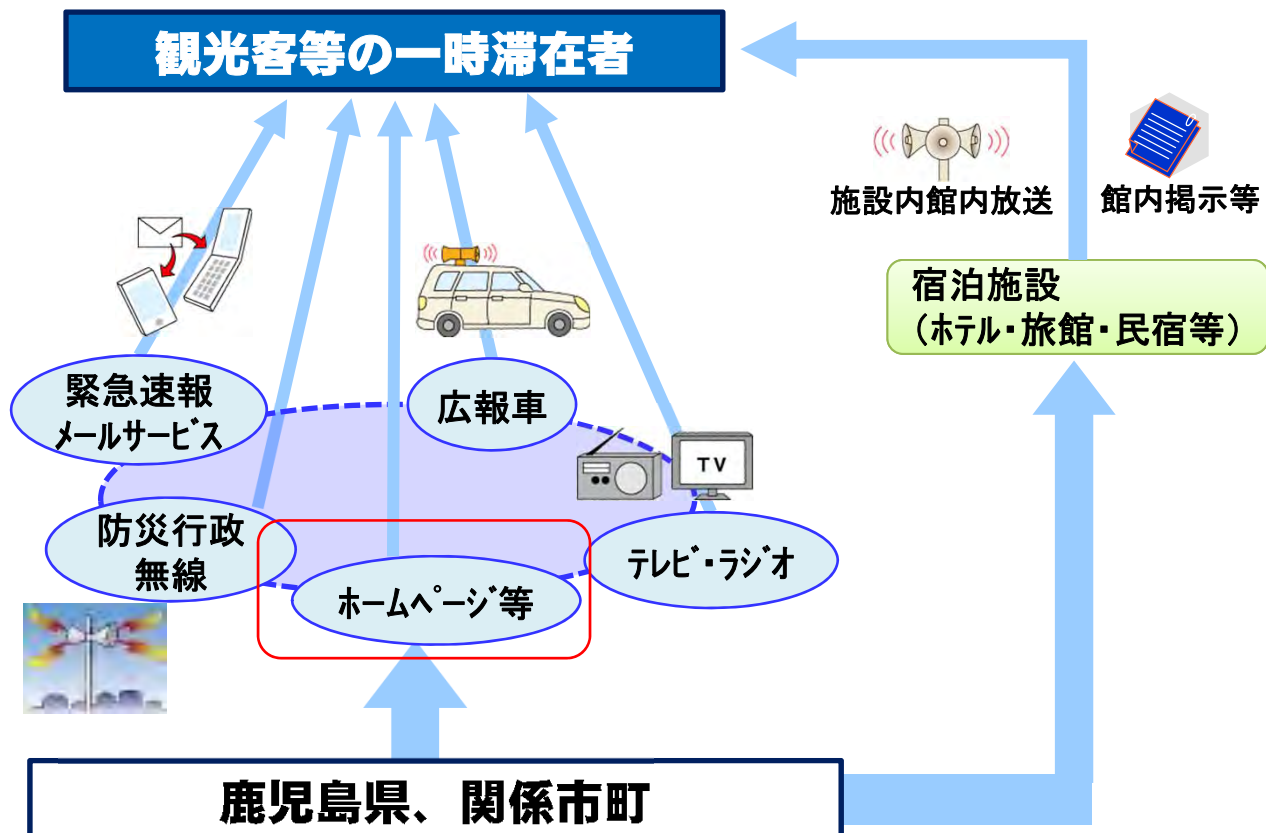 観光客等の一時滞在者
施設内館内放送
館内掲示等
宿泊施設
（ホテル・旅館・民宿等）
緊急速報
メールサービス
広報車
TV
防災行政
無線
ホームページ等
テレビ・ラジオ
鹿児島県、関係市町